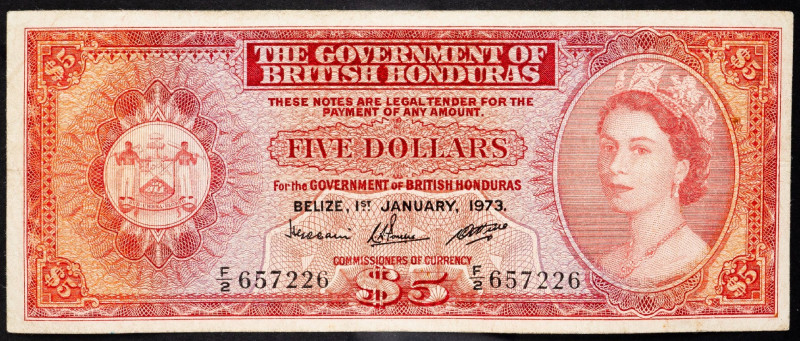 $5
$5
THE GOVERNMENT OF
BRITISH HONDURAS
THESE NOTES ARE LEGAL TENDER FOR THE
PAYMENT OF ANY AMOUNT.
FIVE DOLLARS
For the GOVERNMENT OF BRITISH HONDURAS
BELIZE, 1ST JANUARY, 1973.
COMMISSIONERS OF CURRENCY
F/2 657226
F/2 657226
$5
$5
$5